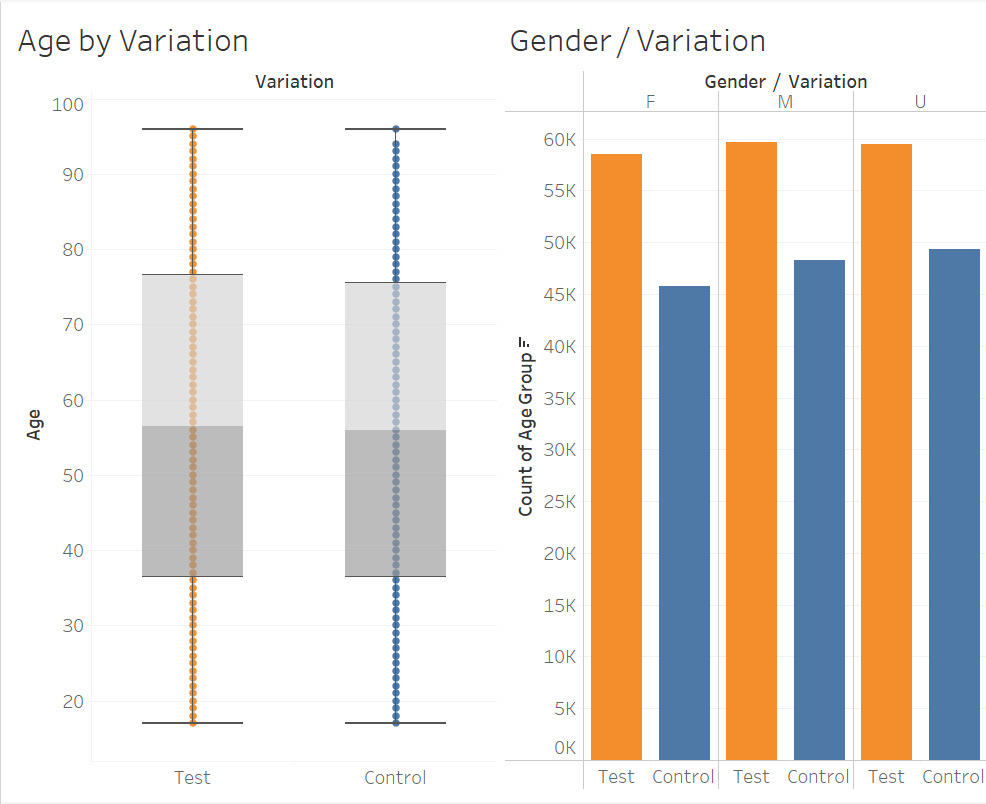 Age by Variation
Variation
100
90
80
70
60
50
40
30
20
Age
Test
Control
Gender / Variation
Gender / Variation
F
M
U
60K
55K
50K
45K
40K
35K
30K
25K
20K
15K
10K
5K
0K
Count of Age Group
Test
Control
Test
Control
Test
Control